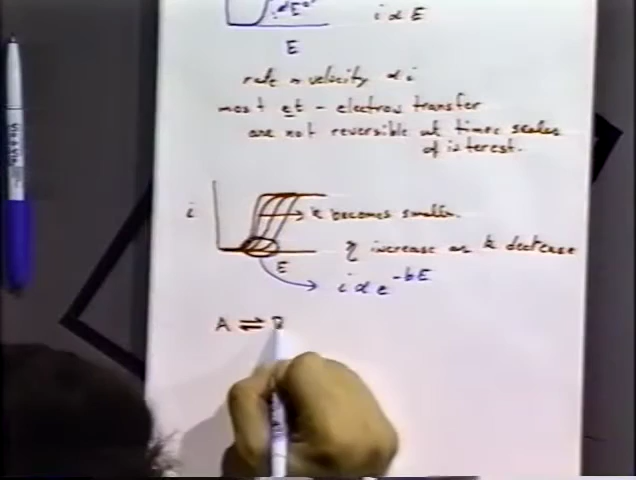 i ∝ E
E
rate ~ velocity ∝ i
most et - electron transfer
are not reversible at times scales
of interest.
i
k becomes smaller.
η increase as k decrease
E
i ∝ e^-bE
A ⇌